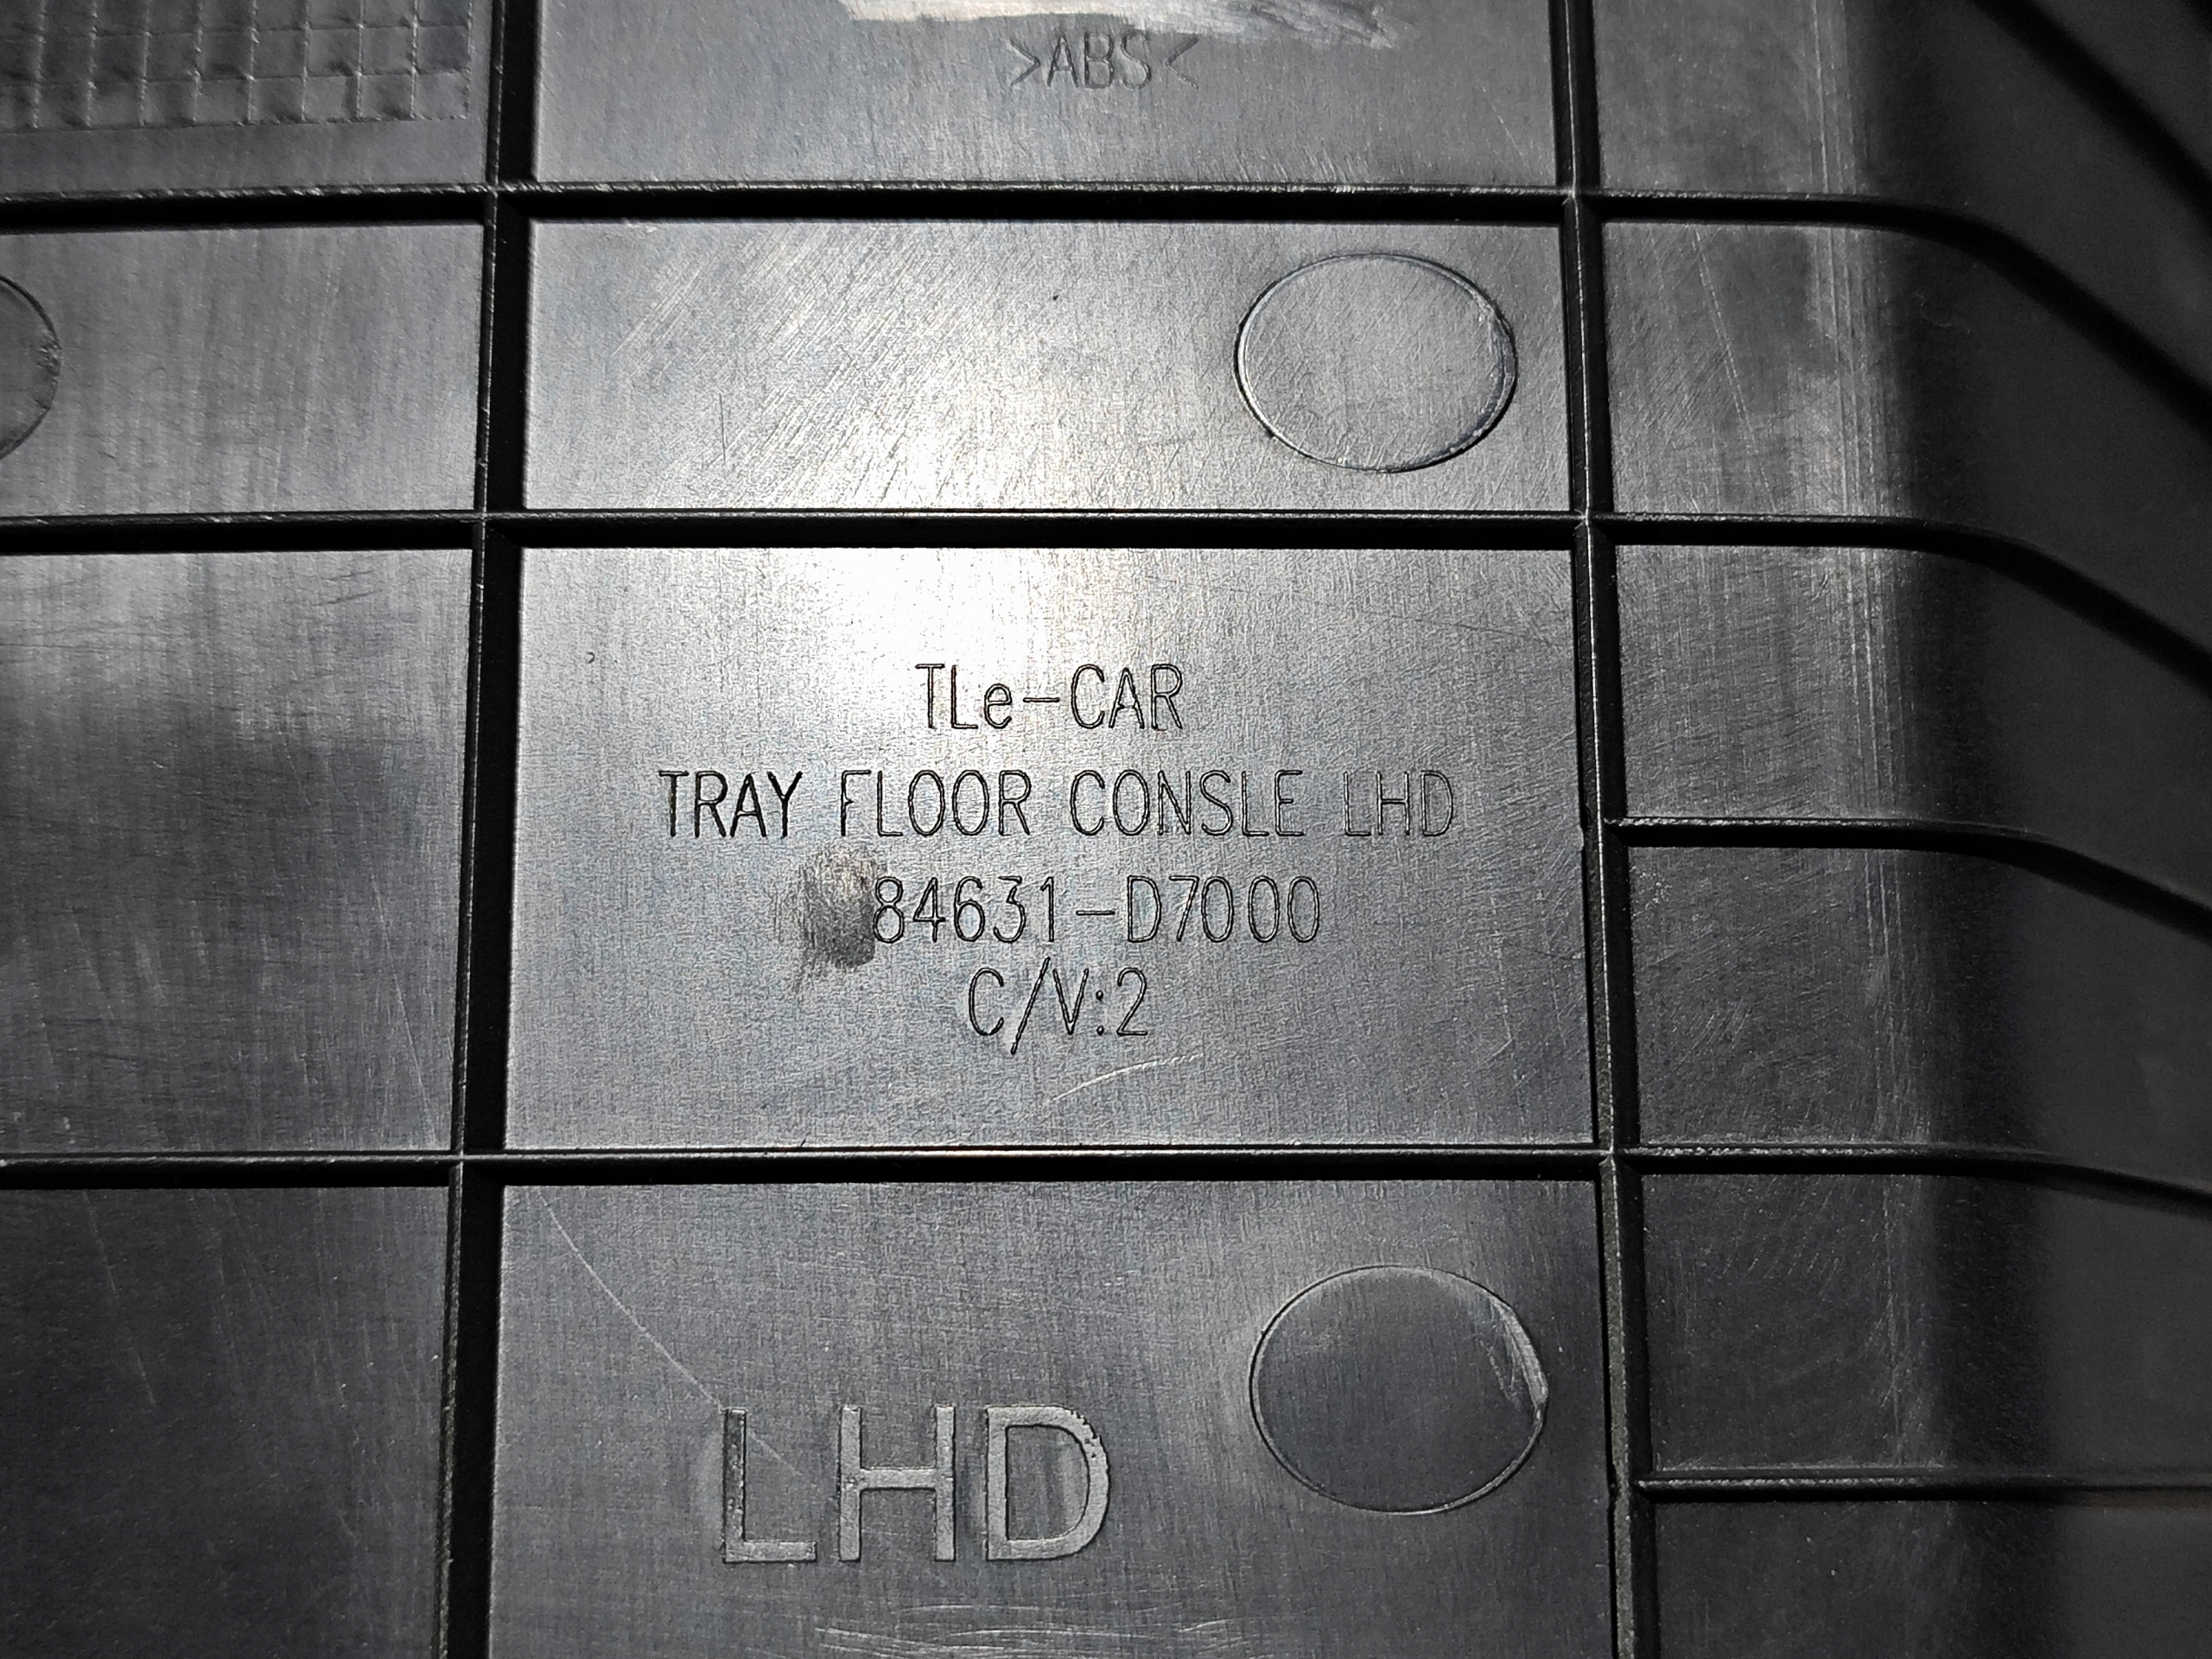 >ABS<
TLe-CAR
TRAY FLOOR CONSLE LHD
84631-D7000
C/V:2
LHD